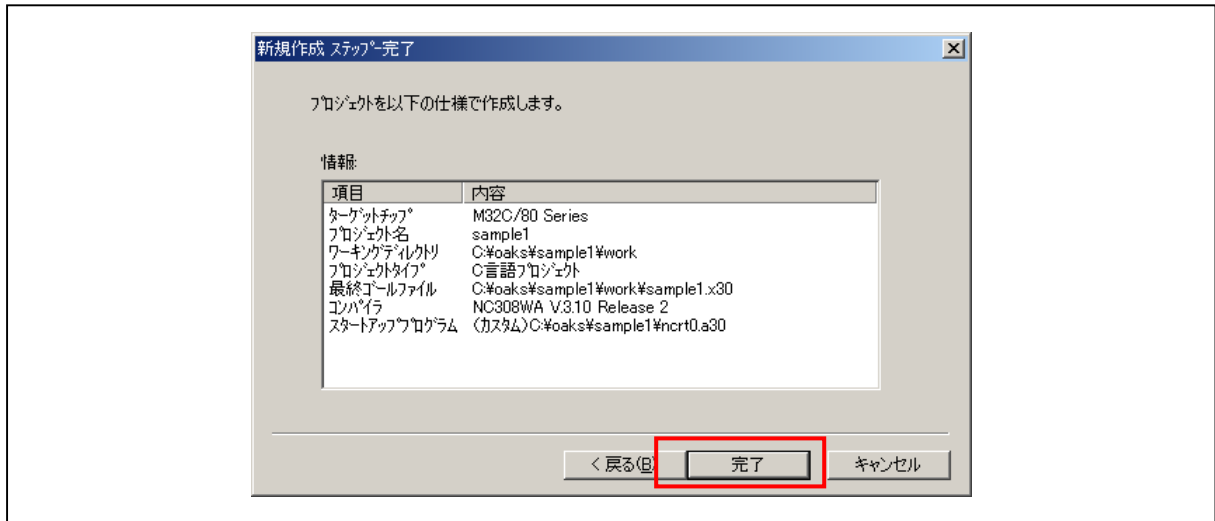 新規作成 ｽﾃｯﾌﾟｰ完了
ﾌﾟﾛｼﾞｪｸﾄを以下の仕様で作成します。
情報:
項目 内容
ﾀｰｹﾞｯﾄﾁｯﾌﾟ M32C/80 Series
ﾌﾟﾛｼﾞｪｸﾄ名 sample1
ﾜｰｷﾝｸﾞﾃﾞｨﾚｸﾄﾘ C:¥oaks¥sample1¥work
ﾌﾟﾛｼﾞｪｸﾄﾀｲﾌﾟ C言語ﾌﾟﾛｼﾞｪｸﾄ
最終ｺﾞｰﾙﾌｧｲﾙ C:¥oaks¥sample1¥work¥sample1.x30
ｺﾝﾊﾟｲﾗ NC308WA V.3.10 Release 2
ｽﾀｰﾄｱｯﾌﾟﾌﾟﾛｸﾞﾗﾑ (ｶｽﾀﾑ)C:¥oaks¥sample1¥ncrt0.a30
< 戻る(B) 完了 ｷｬﾝｾﾙ